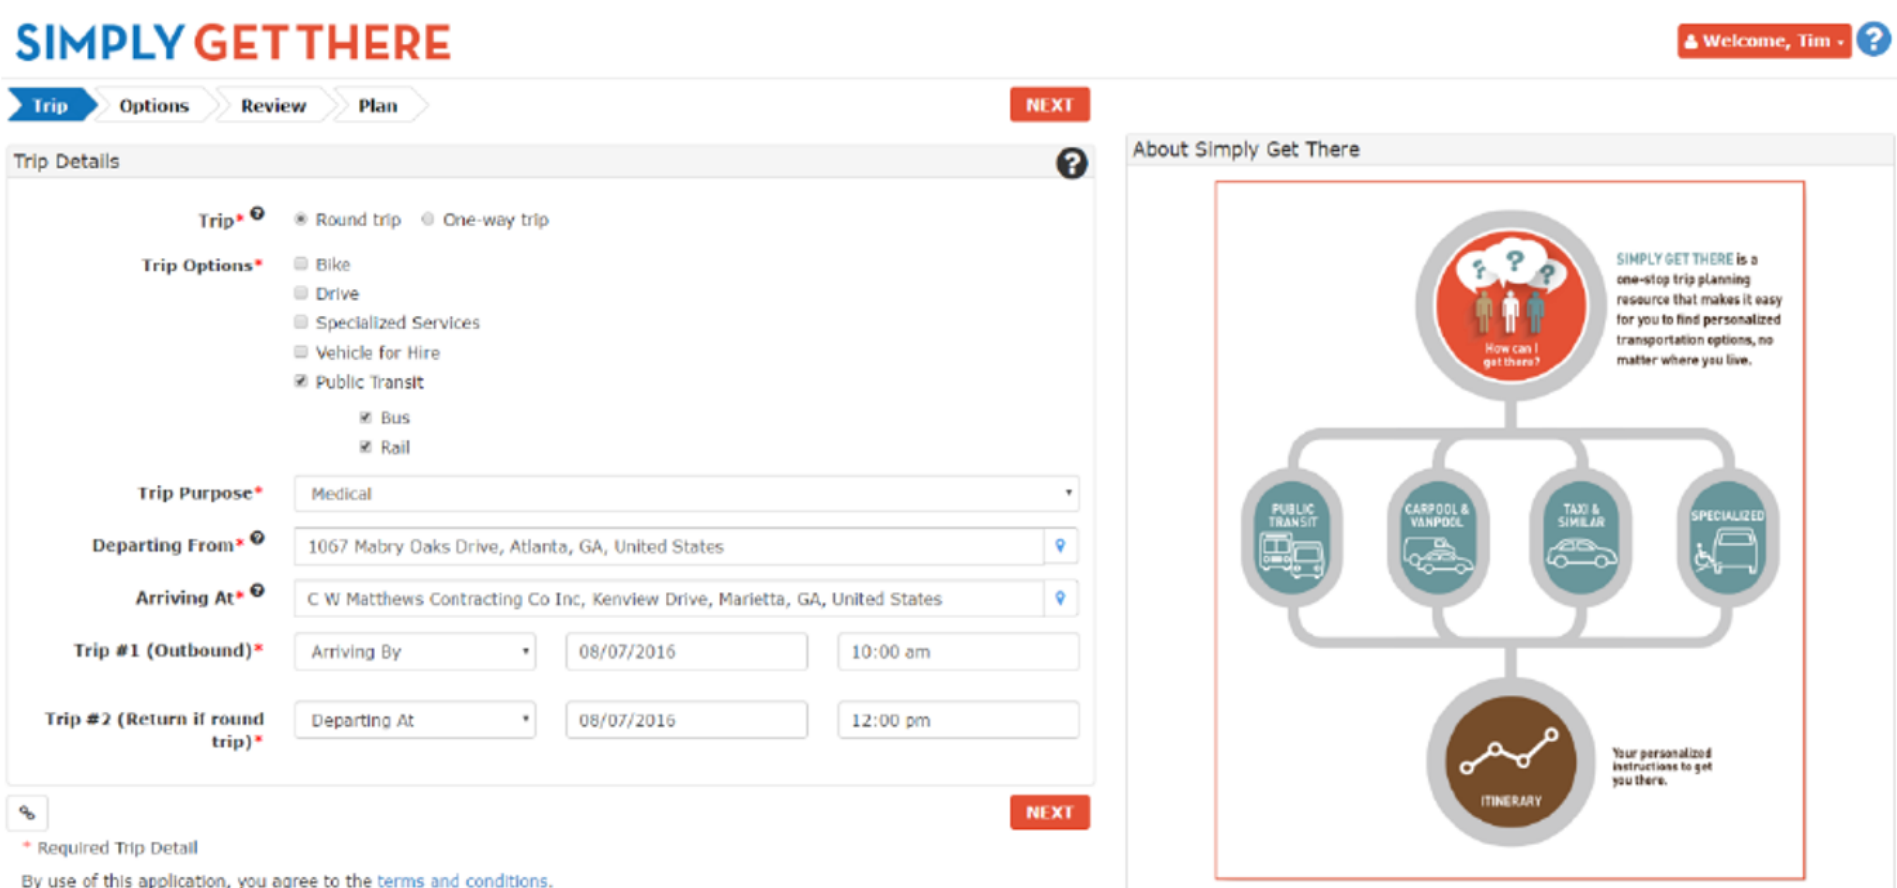 SIMPLY GET THERE
Welcome, Tim
?
Trip
Options
Review
Plan
NEXT
Trip Details
?
Trip* ?
Round trip
One-way trip
Trip Options*
Bike
Drive
Specialized Services
Vehicle for Hire
Public Transit
Bus
Rail
Trip Purpose*
Medical
Departing From* ?
1067 Mabry Oaks Drive, Atlanta, GA, United States
Arriving At* ?
C W Matthews Contracting Co Inc, Kenview Drive, Marietta, GA, United States
Trip #1 (Outbound)*
Arriving By
08/07/2016
10:00 am
Trip #2 (Return if round
trip)*
Departing At
08/07/2016
12:00 pm
NEXT
* Required Trip Detail
By use of this application, you agree to the terms and conditions.
About Simply Get There
? ? ?
How can I
get there?
SIMPLY GET THERE is a
one-stop trip planning
resource that makes it easy
for you to find personalized
transportation options, no
matter where you live.
PUBLIC
TRANSIT
CARPOOL &
VANPOOL
TAXI &
SIMILAR
SPECIALIZED
ITINERARY
Your personalized
instructions to get
you there.